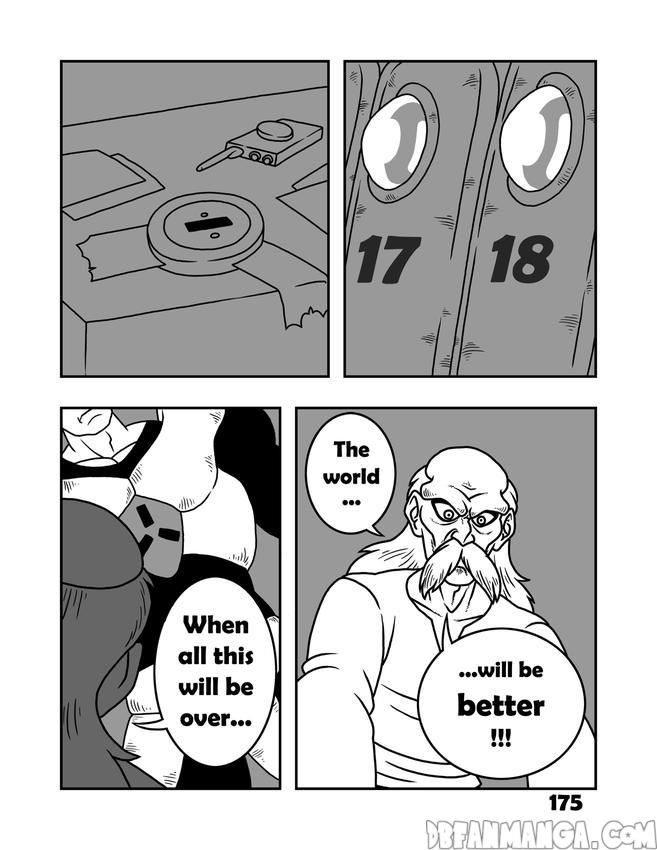 17
18
When
all this
will be
over...
The
world
...
...will be
better
!!!
175
DBFANMANGA.COM